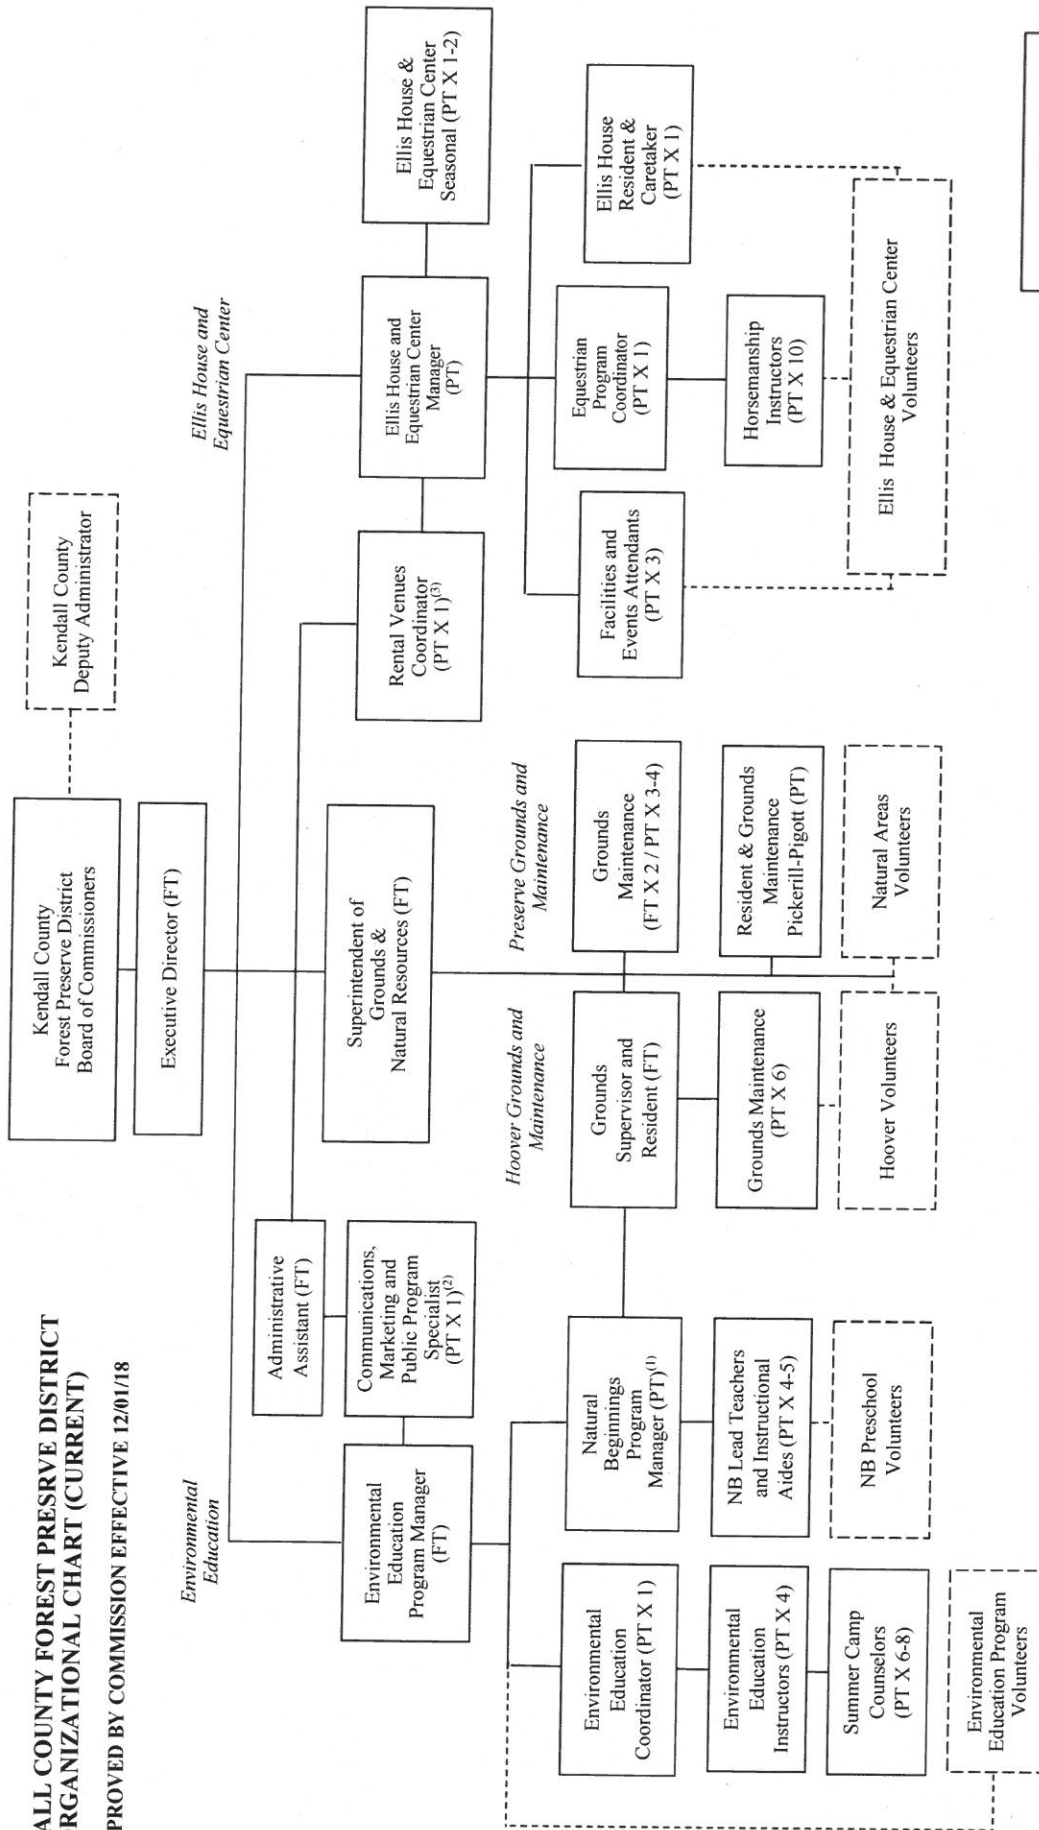 ALL COUNTY FOREST PRESRVE DISTRICT
RGANIZATIONAL CHART (CURRENT)
PROVED BY COMMISSION EFFECTIVE 12/01/18
Kendall County
Forest Preserve District
Board of Commissioners
Kendall County
Deputy Administrator
Executive Director (FT)
Environmental
Education
Ellis House and
Equestrian Center
Administrative
Assistant (FT)
Environmental
Education
Program Manager
(FT)
Communications,
Marketing and
Public Program
Specialist
(PT X 1)(2)
Superintendent of
Grounds &
Natural Resources (FT)
Rental Venues
Coordinator
(PT X 1)(3)
Ellis House and
Equestrian Center
Manager
(PT)
Ellis House &
Equestrian Center
Seasonal (PT X 1-2)
Hoover Grounds and
Maintenance
Preserve Grounds and
Maintenance
Environmental
Education
Coordinator (PT X 1)
Natural
Beginnings
Program
Manager (PT)(1)
Grounds
Supervisor and
Resident (FT)
Grounds
Maintenance
(FT X 2 / PT X 3-4)
Facilities and
Events Attendants
(PT X 3)
Equestrian
Program
Coordinator
(PT X 1)
Ellis House
Resident &
Caretaker
(PT X 1)
Environmental
Education
Instructors (PT X 4)
NB Lead Teachers
and Instructional
Aides (PT X 4-5)
Grounds Maintenance
(PT X 6)
Resident & Grounds
Maintenance
Pickerill-Pigott (PT)
Horsemanship
Instructors
(PT X 10)
Summer Camp
Counselors
(PT X 6-8)
NB Preschool
Volunteers
Hoover Volunteers
Natural Areas
Volunteers
Ellis House & Equestrian Center
Volunteers
Environmental
Education Program
Volunteers